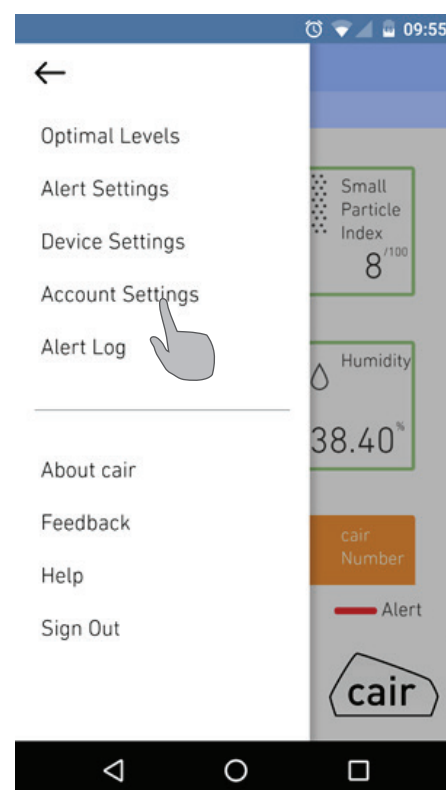 09:55
Optimal Levels
Alert Settings
Device Settings
Account Settings
Alert Log
About cair
Feedback
Help
Sign Out
Small
Particle
Index
8/100
Humidity
38.40%
cair
Number
Alert
cair